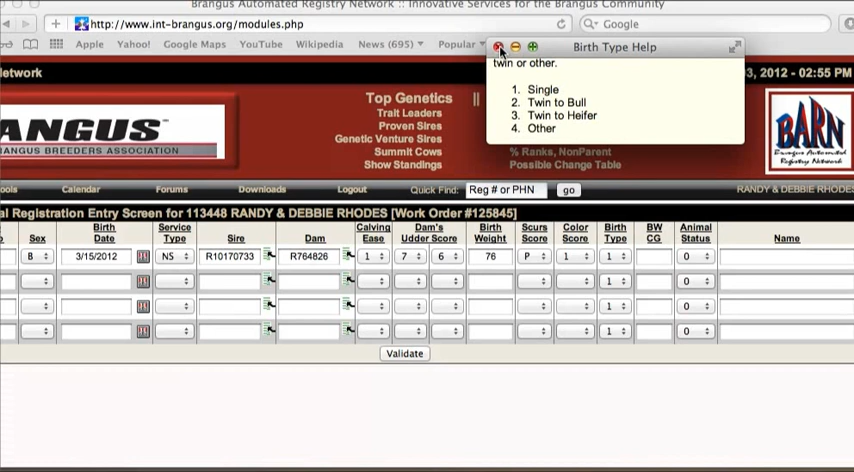 Brangus Automated Registry Network :: Innovative Services for the Brangus Community
http://www.int-brangus.org/modules.php
Google
Apple Yahoo! Google Maps YouTube Wikipedia News (695) Popular
Birth Type Help
twin or other.
1. Single
2. Twin to Bull
3. Twin to Heifer
4. Other
etwork
3, 2012 - 02:55 PM
ANGUS
BRANGUS BREEDERS ASSOCIATION
Top Genetics
Trait Leaders
Proven Sires
Genetic Venture Sires
Summit Cows
Show Standings
% Ranks, NonParent
Possible Change Table
BARN
Brangus Automated
Registry Network
ools Calendar Forums Downloads Logout Quick Find: Reg # or PHN go RANDY & DEBBIE RHODES
al Registration Entry Screen for 113448 RANDY & DEBBIE RHODES [Work Order #125845]
Sex Birth Date Service Type Sire Dam Calving Ease Dam's Udder Score Birth Weight Scurs Score Color Score Birth Type BW CG Animal Status Name
B 3/15/2012 NS R10170733 R764826 1 7 6 76 P 1 1 0
1 0
1 0
1 0
Validate